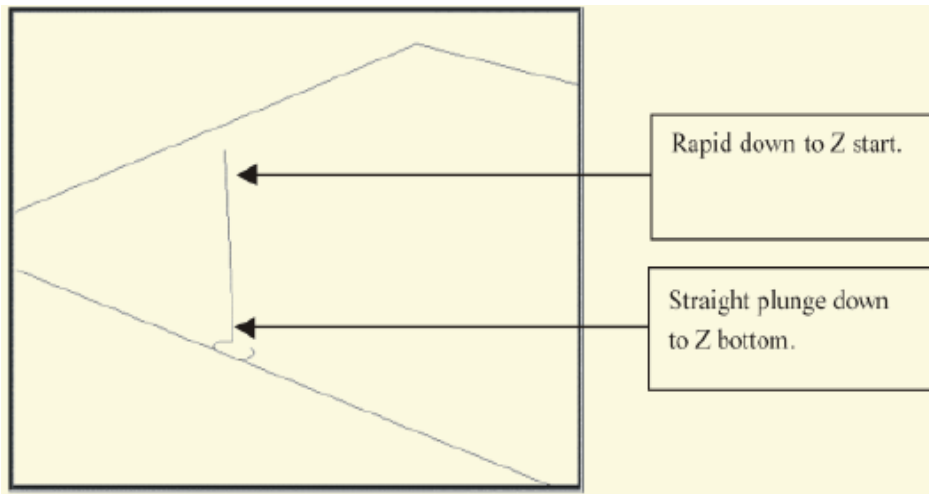 Rapid down to Z start.
Straight plunge down
to Z bottom.